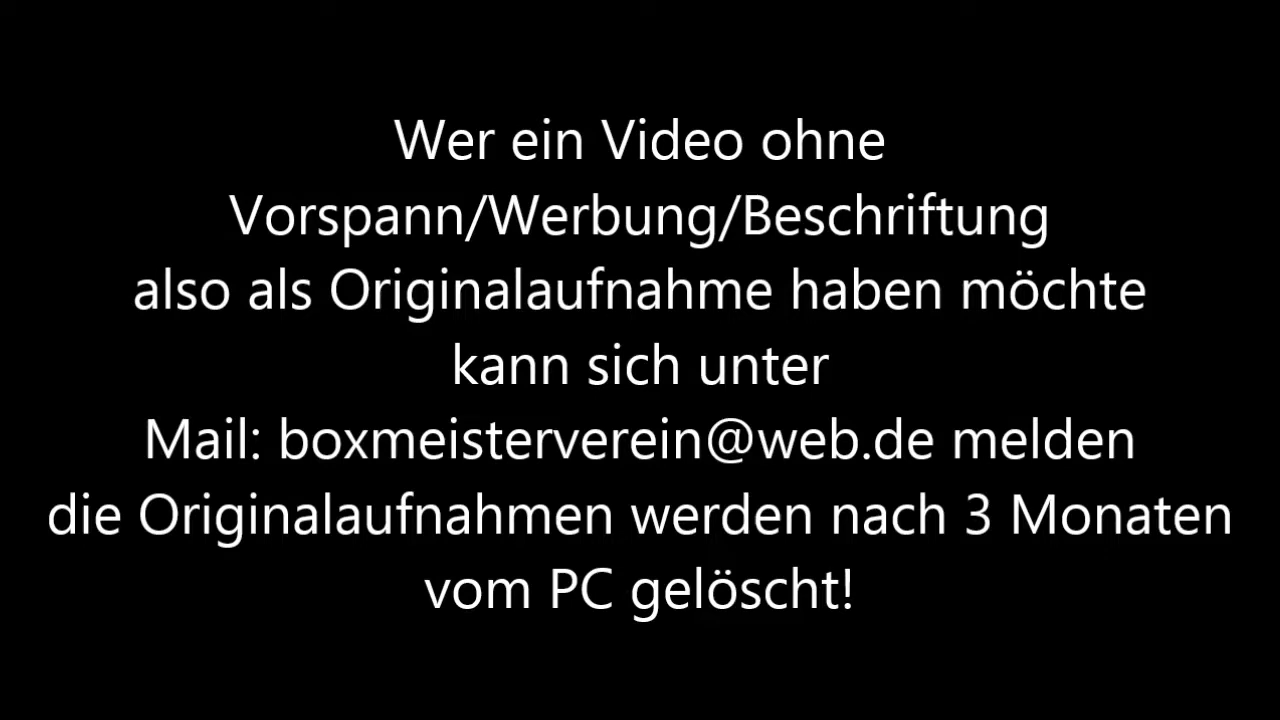 Wer ein Video ohne
Vorspann/Werbung/Beschriftung
also als Originalaufnahme haben möchte
kann sich unter
Mail: boxmeisterverein@web.de melden
die Originalaufnahmen werden nach 3 Monaten
vom PC gelöscht!